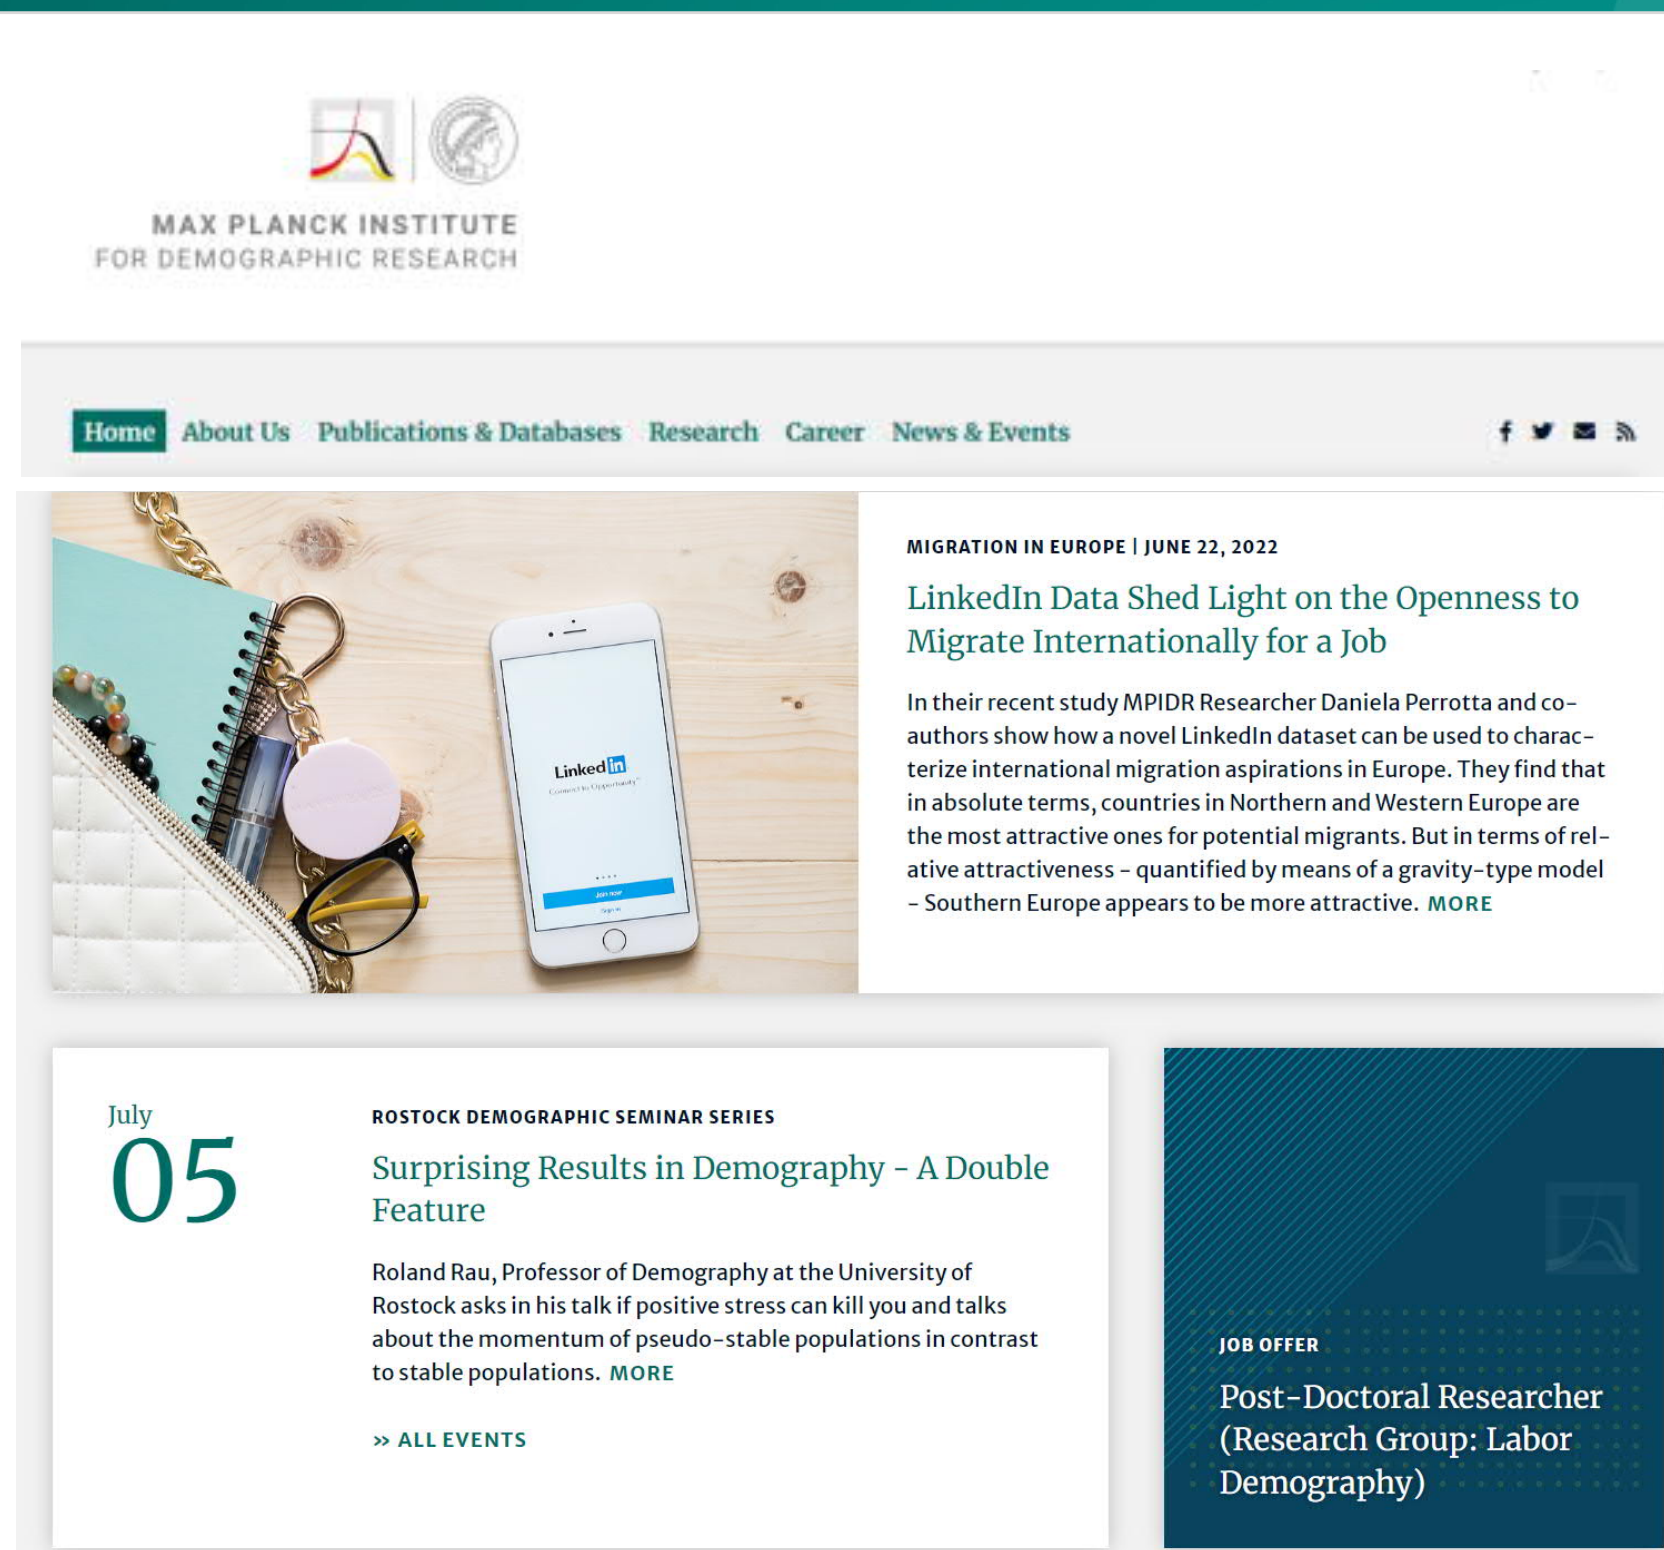 MAX PLANCK INSTITUTE
FOR DEMOGRAPHIC RESEARCH
Home About Us Publications & Databases Research Career News & Events
LinkedIn
Connect to Opportunity™
Join now
Sign in
MIGRATION IN EUROPE | JUNE 22, 2022
LinkedIn Data Shed Light on the Openness to
Migrate Internationally for a Job
In their recent study MPIDR Researcher Daniela Perrotta and co-
authors show how a novel LinkedIn dataset can be used to charac-
terize international migration aspirations in Europe. They find that
in absolute terms, countries in Northern and Western Europe are
the most attractive ones for potential migrants. But in terms of rel-
ative attractiveness – quantified by means of a gravity-type model
– Southern Europe appears to be more attractive. MORE
July
05
ROSTOCK DEMOGRAPHIC SEMINAR SERIES
Surprising Results in Demography – A Double
Feature
Roland Rau, Professor of Demography at the University of
Rostock asks in his talk if positive stress can kill you and talks
about the momentum of pseudo-stable populations in contrast
to stable populations. MORE
» ALL EVENTS
JOB OFFER
Post-Doctoral Researcher
(Research Group: Labor
Demography)